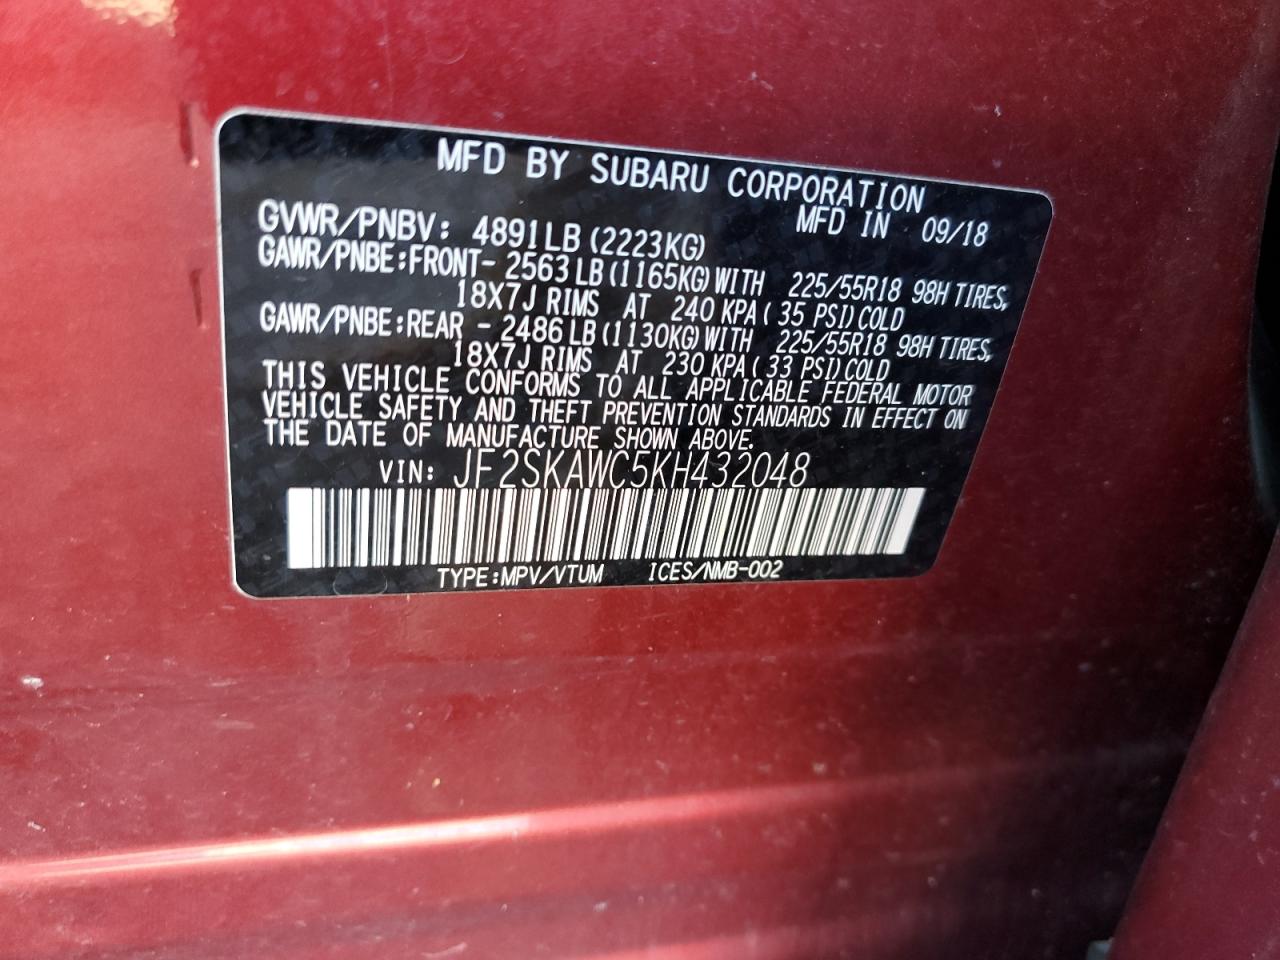 MFD BY SUBARU CORPORATION
MFD IN 09/18
GVWR/PNBV: 4891LB (2223KG)
GAWR/PNBE:FRONT- 2563LB (1165KG) WITH 225/55R18 98H TIRES,
18X7J RIMS AT 240 KPA ( 35 PSI) COLD
GAWR/PNBE:REAR - 2486LB (1130KG) WITH 225/55R18 98H TIRES,
18X7J RIMS AT 230 KPA ( 33 PSI) COLD
THIS VEHICLE CONFORMS TO ALL APPLICABLE FEDERAL MOTOR
VEHICLE SAFETY AND THEFT PREVENTION STANDARDS IN EFFECT ON
THE DATE OF MANUFACTURE SHOWN ABOVE.
VIN: JF2SKAWC5KH432048
TYPE:MPV/VTUM ICES/NMB-002